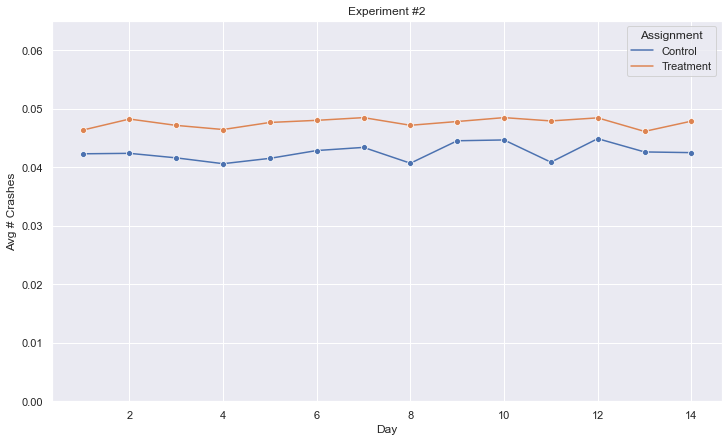 Experiment #2
Assignment
Control
Treatment
Avg # Crashes
0.06
0.05
0.04
0.03
0.02
0.01
0.00
2 4 6 8 10 12 14
Day